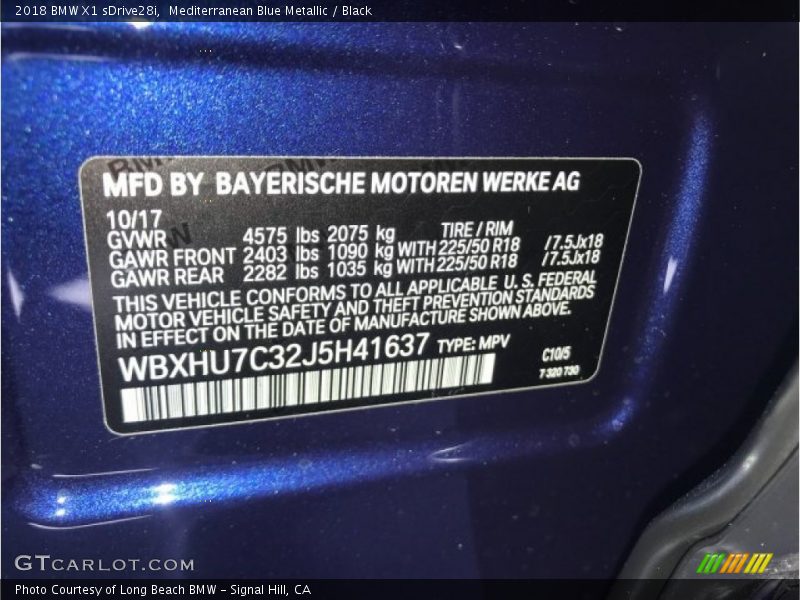 2018 BMW X1 sDrive28i, Mediterranean Blue Metallic / Black
MFD BY BAYERISCHE MOTOREN WERKE AG
10/17
GVWR 4575 lbs 2075 kg TIRE / RIM
GAWR FRONT 2403 lbs 1090 kg WITH 225/50 R18 /7.5Jx18
GAWR REAR 2282 lbs 1035 kg WITH 225/50 R18 /7.5Jx18
THIS VEHICLE CONFORMS TO ALL APPLICABLE U. S. FEDERAL
MOTOR VEHICLE SAFETY AND THEFT PREVENTION STANDARDS
IN EFFECT ON THE DATE OF MANUFACTURE SHOWN ABOVE.
WBXHU7C32J5H41637 TYPE: MPV
C10/5
7 320 730
GTCARLOT.COM
Photo Courtesy of Long Beach BMW - Signal Hill, CA